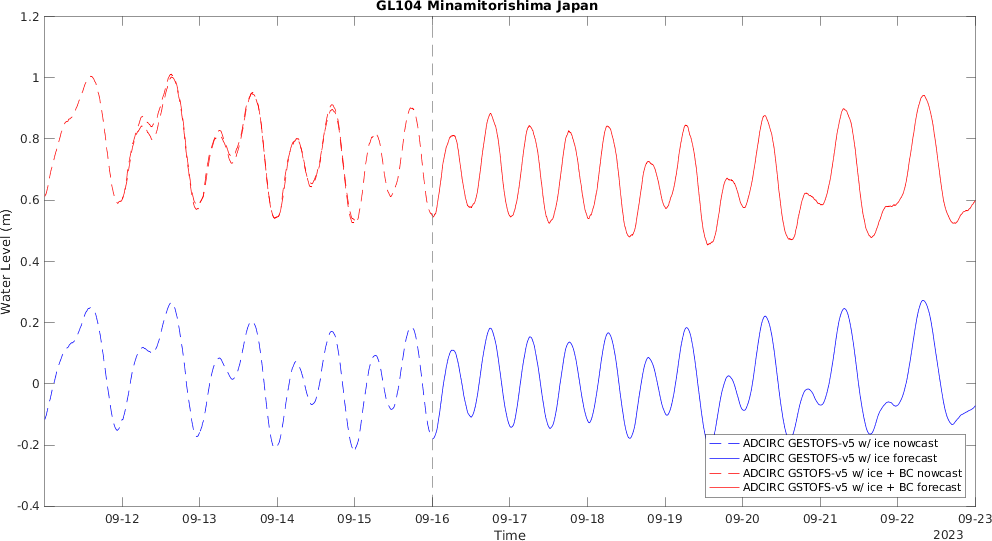 GL104 Minamitorishima Japan
1.2
1
0.8
0.6
0.4
0.2
0
-0.2
-0.4
Water Level (m)
ADCIRC GESTOFS-v5 w/ ice nowcast
ADCIRC GESTOFS-v5 w/ ice forecast
ADCIRC GSTOFS-v5 w/ ice + BC nowcast
ADCIRC GSTOFS-v5 w/ ice + BC forecast
09-12 09-13 09-14 09-15 09-16 09-17 09-18 09-19 09-20 09-21 09-22 09-23
Time
2023